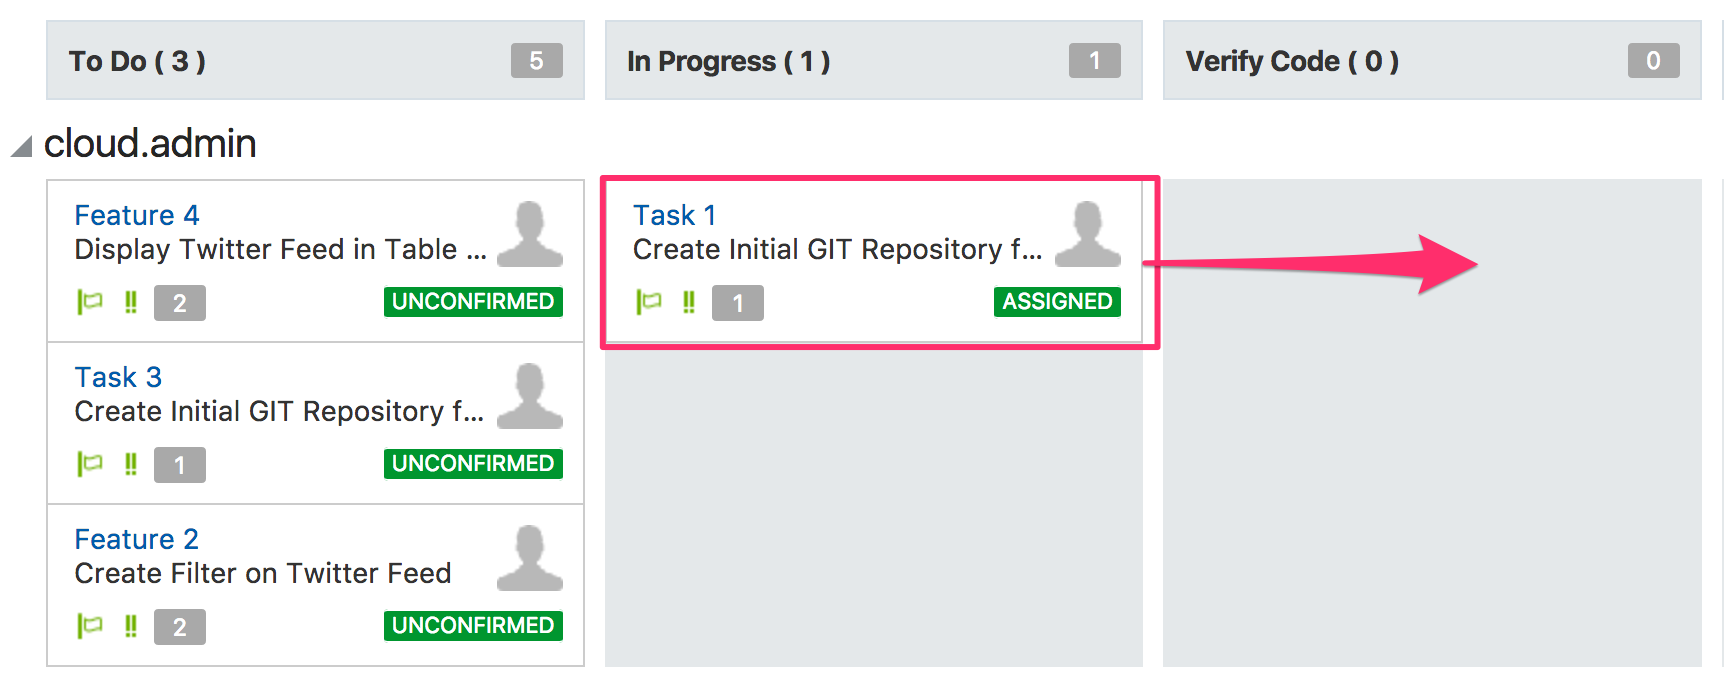 To Do ( 3 )
5
In Progress ( 1 )
1
Verify Code ( 0 )
0
cloud.admin
Feature 4
Display Twitter Feed in Table ...
2
UNCONFIRMED
Task 3
Create Initial GIT Repository f...
1
UNCONFIRMED
Feature 2
Create Filter on Twitter Feed
2
UNCONFIRMED
Task 1
Create Initial GIT Repository f...
1
ASSIGNED